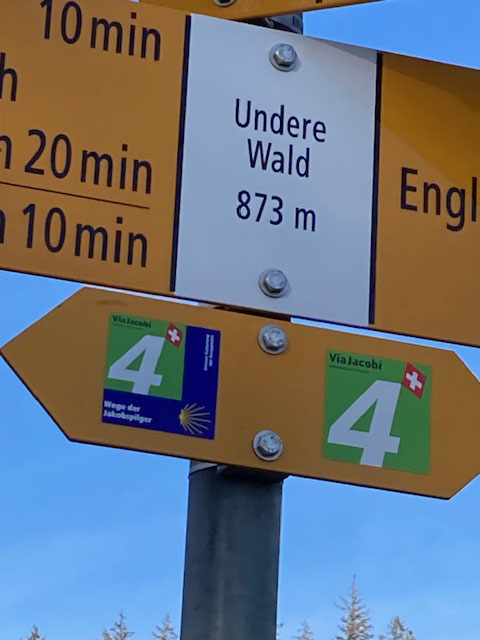 10 min
h
h 20 min
10 min
Undere
Wald
873 m
Engl
ViaJacobi
4
Wege der
Jakobspilger
ViaJacobi
4